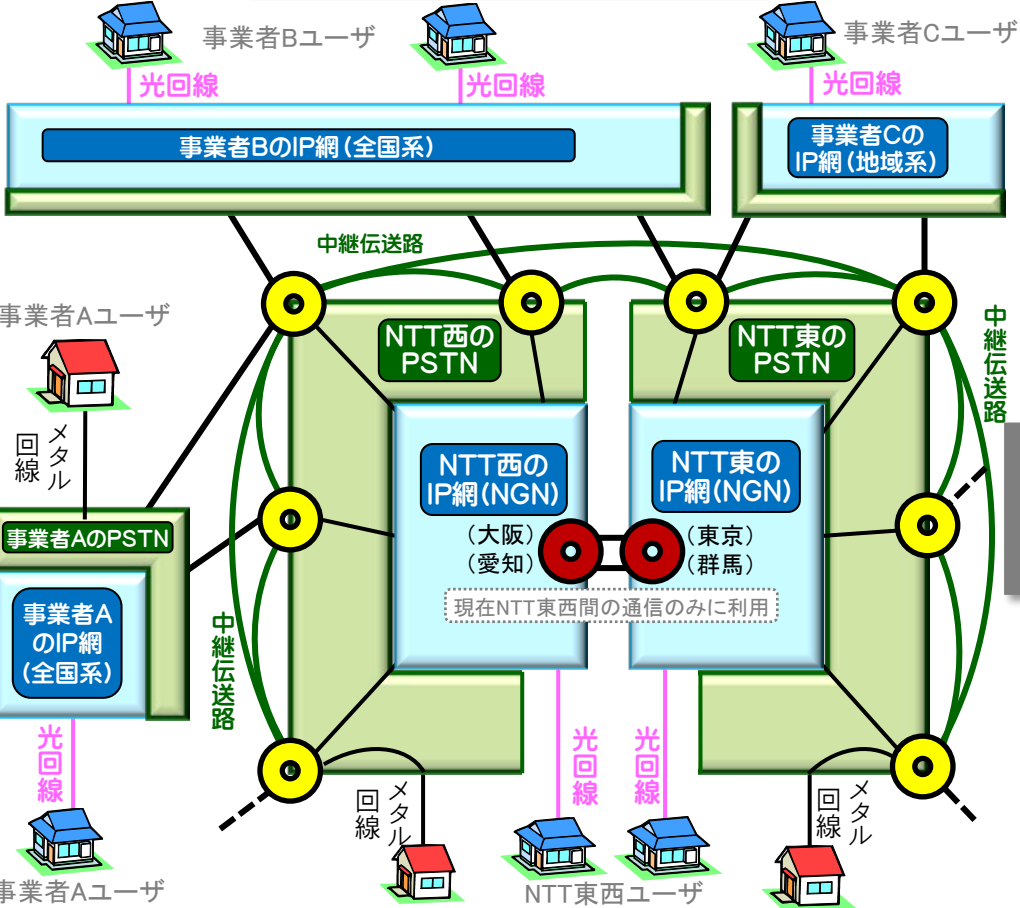 事業者Bユーザ
事業者Cユーザ
光回線
光回線
光回線
事業者BのIP網(全国系)
事業者Cの
IP網(地域系)
中継伝送路
事業者Aユーザ
NTT西の
PSTN
NTT東の
PSTN
中継伝送路
メタル
回線
NTT西の
IP網(NGN)
NTT東の
IP網(NGN)
事業者AのPSTN
(大阪)
(愛知)
(東京)
(群馬)
現在NTT東西間の通信のみに利用
事業者A
のIP網
(全国系)
中継伝送路
光回線
光回線
光回線
メタル
回線
メタル
回線
事業者Aユーザ
NTT東西ユーザ